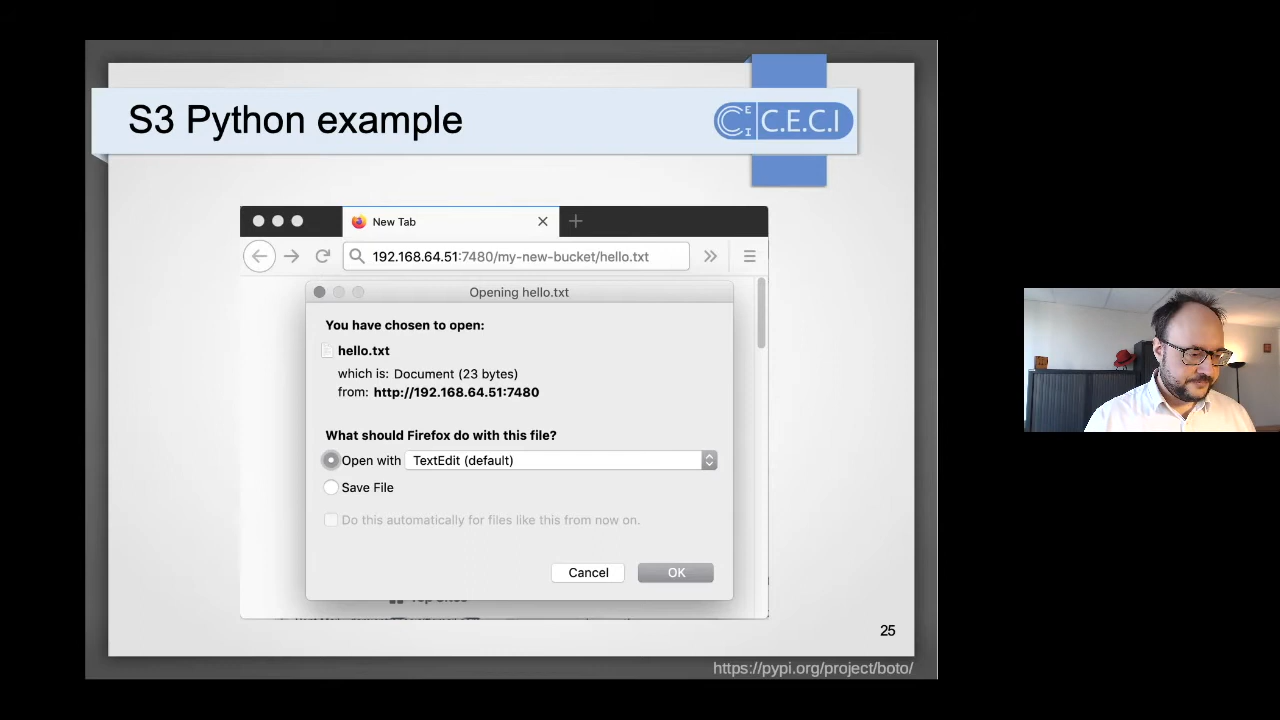 S3 Python example
C E C I C.E.C.I
New Tab
192.168.64.51:7480/my-new-bucket/hello.txt
Opening hello.txt
You have chosen to open:
hello.txt
which is: Document (23 bytes)
from: http://192.168.64.51:7480
What should Firefox do with this file?
Open with TextEdit (default)
Save File
Do this automatically for files like this from now on.
Cancel OK
Top Sites
25
https://pypi.org/project/boto/